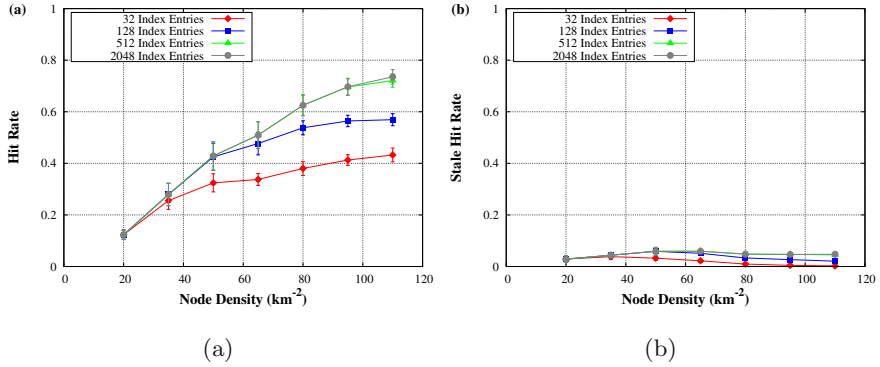 (a)
1
0.8
0.6
0.4
0.2
0
0 20 40 60 80 100 120
Hit Rate
Node Density (km-2)
32 Index Entries
128 Index Entries
512 Index Entries
2048 Index Entries
(a)
(b)
1
0.8
0.6
0.4
0.2
0
0 20 40 60 80 100 120
Stale Hit Rate
Node Density (km-2)
32 Index Entries
128 Index Entries
512 Index Entries
2048 Index Entries
(b)